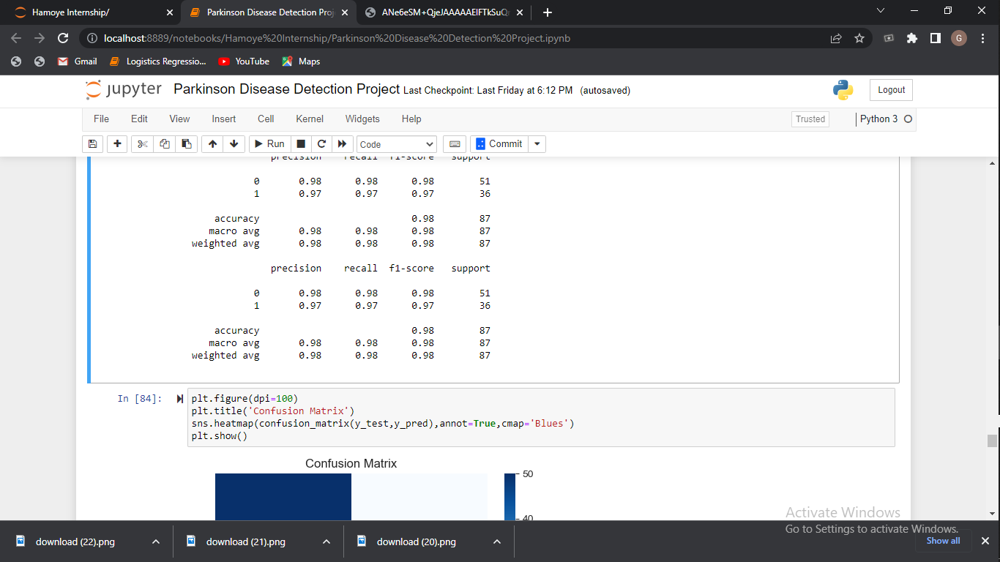 Hamoye Internship/
Parkinson Disease Detection Proj
ANe6eSM+QjeJAAAAAElFTkSuQ
localhost:8889/notebooks/Hamoye%20Internship/Parkinson%20Disease%20Detection%20Project.ipynb
G
Gmail
Logistics Regressio...
YouTube
Maps
jupyter Parkinson Disease Detection Project Last Checkpoint: Last Friday at 6:12 PM (autosaved)
Logout
File Edit View Insert Cell Kernel Widgets Help
Trusted
Python 3
Run
Code
Commit
precision recall f1-score support
0 0.98 0.98 0.98 51
1 0.97 0.97 0.97 36
accuracy 0.98 87
macro avg 0.98 0.98 0.98 87
weighted avg 0.98 0.98 0.98 87
precision recall f1-score support
0 0.98 0.98 0.98 51
1 0.97 0.97 0.97 36
accuracy 0.98 87
macro avg 0.98 0.98 0.98 87
weighted avg 0.98 0.98 0.98 87
In [84]:
plt.figure(dpi=100)
plt.title('Confusion Matrix')
sns.heatmap(confusion_matrix(y_test,y_pred),annot=True,cmap='Blues')
plt.show()
Confusion Matrix
50
40
Activate Windows
Go to Settings to activate Windows.
download (22).png
download (21).png
download (20).png
Show all